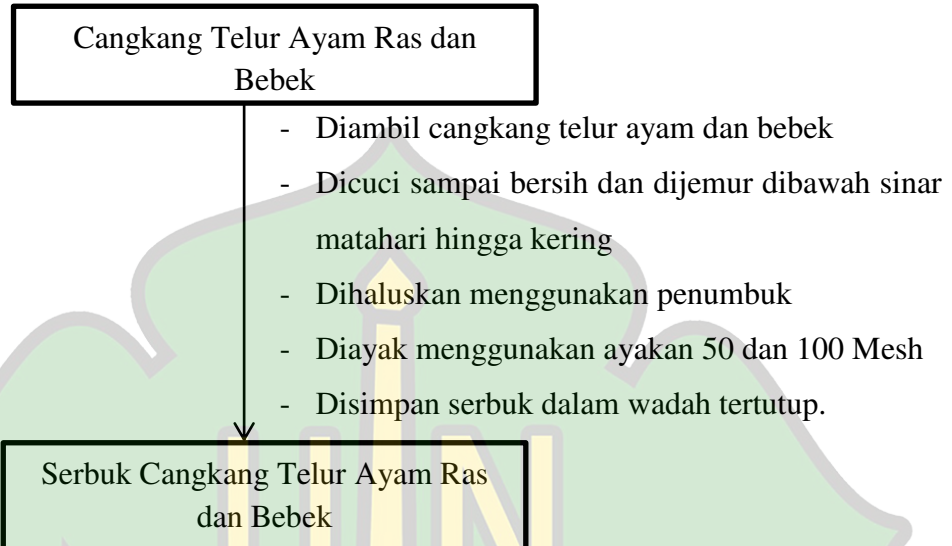 Cangkang Telur Ayam Ras dan
Bebek
- Diambil cangkang telur ayam dan bebek
- Dicuci sampai bersih dan dijemur dibawah sinar
matahari hingga kering
- Dihaluskan menggunakan penumbuk
- Diayak menggunakan ayakan 50 dan 100 Mesh
- Disimpan serbuk dalam wadah tertutup.
Serbuk Cangkang Telur Ayam Ras
dan Bebek